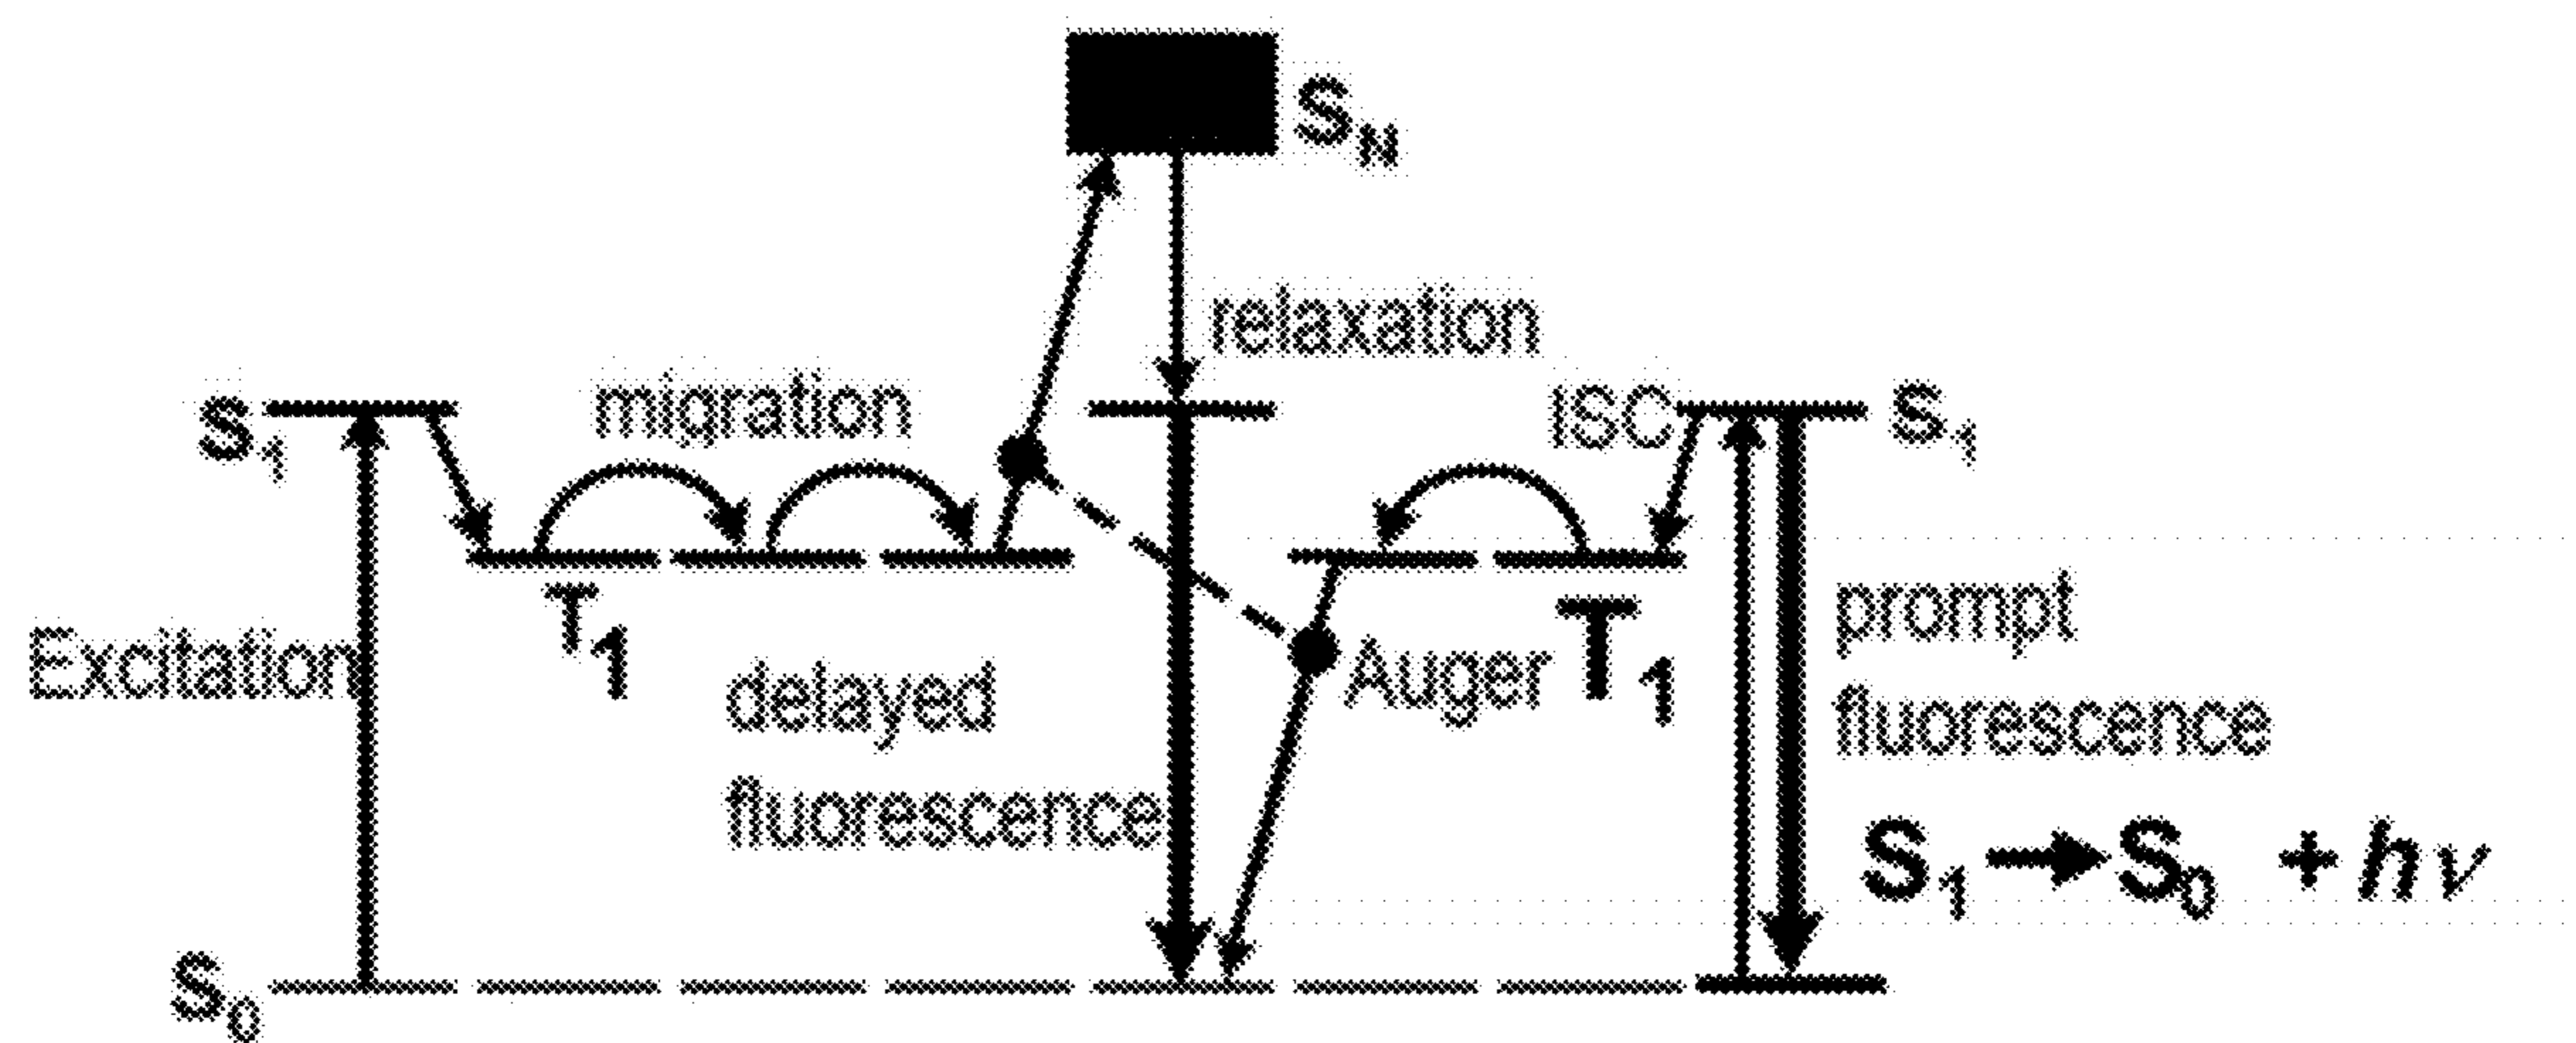 S_N
relaxation
migration
ISC
S_1
S_1
T_1
T_1
Excitation
delayed
fluorescence
Auger
prompt
fluorescence
S_1 → S_0 + hν
S_0